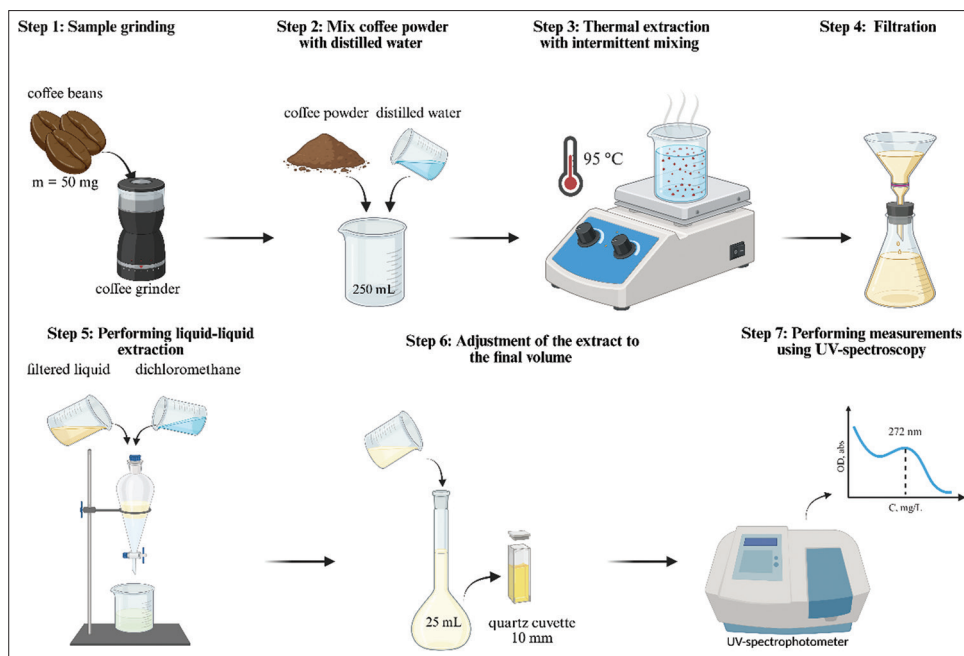 Step 1: Sample grinding
coffee beans
m = 50 mg
coffee grinder
Step 2: Mix coffee powder
with distilled water
coffee powder distilled water
250 mL
Step 3: Thermal extraction
with intermittent mixing
95 ºC
Step 4: Filtration
Step 5: Performing liquid-liquid
extraction
filtered liquid dichloromethane
Step 6: Adjustment of the extract to
the final volume
25 mL
quartz cuvette
10 mm
Step 7: Performing measurements
using UV-spectroscopy
272 nm
OD, abs
C, mg/L
UV-spectrophotometer